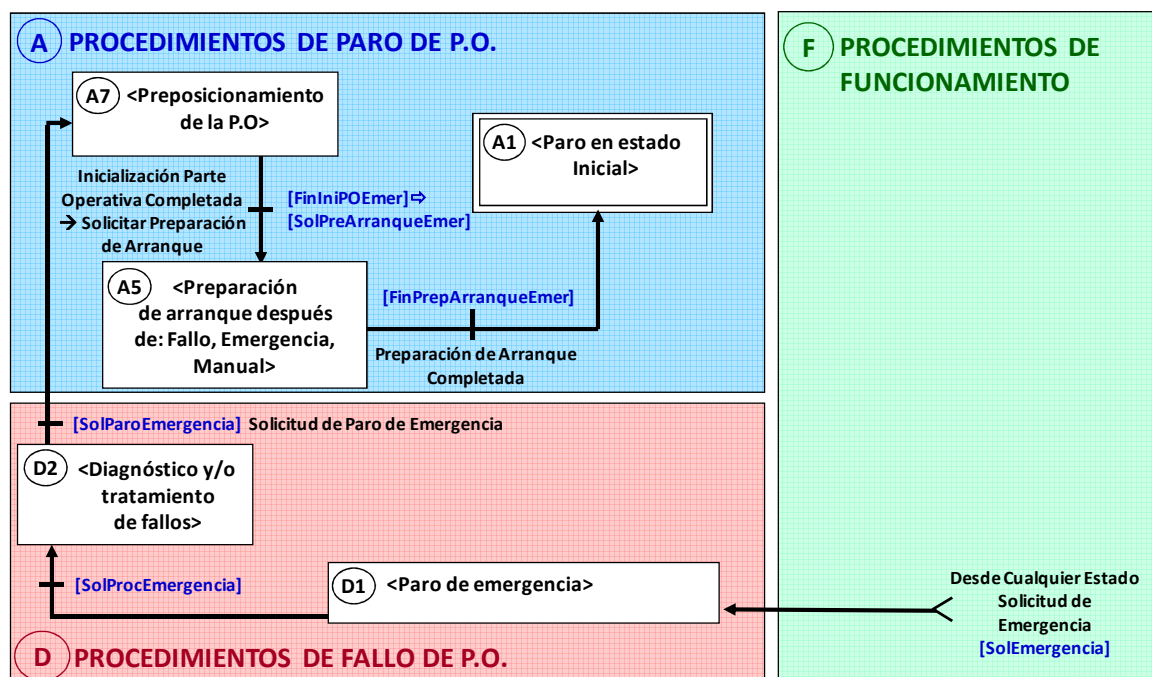 A PROCEDIMIENTOS DE PARO DE P.O.
A7 <Preposicionamiento
de la P.O>
A1 <Paro en estado
Inicial>
Inicialización Parte
Operativa Completada
→ Solicitar Preparación
de Arranque
[FinIniPOEmer]⇨
[SolPreArranqueEmer]
A5 <Preparación
de arranque después
de: Fallo, Emergencia,
Manual>
[FinPrepArranqueEmer]
Preparación de Arranque
Completada
F PROCEDIMIENTOS DE
FUNCIONAMIENTO
[SolParoEmergencia] Solicitud de Paro de Emergencia
D2 <Diagnóstico y/o
tratamiento
de fallos>
[SolProcEmergencia]
D1 <Paro de emergencia>
Desde Cualquier Estado
Solicitud de
Emergencia
[SolEmergencia]
D PROCEDIMIENTOS DE FALLO DE P.O.